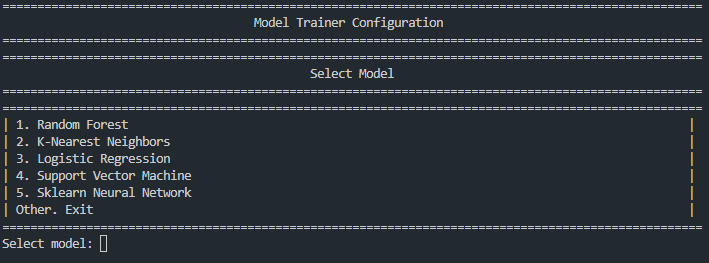 ====================================================================================================
Model Trainer Configuration
====================================================================================================
====================================================================================================
Select Model
====================================================================================================
====================================================================================================
| 1. Random Forest |
| 2. K-Nearest Neighbors |
| 3. Logistic Regression |
| 4. Support Vector Machine |
| 5. Sklearn Neural Network |
| Other. Exit |
====================================================================================================
Select model: